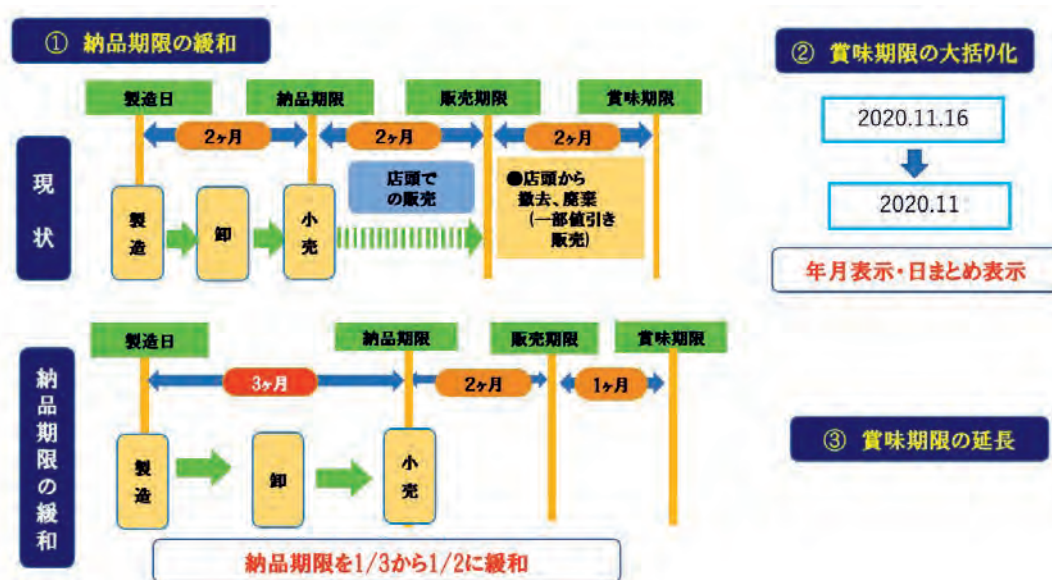 ① 納品期限の緩和
製造日
納品期限
販売期限
賞味期限
2ヶ月
2ヶ月
2ヶ月
現状
製造
卸
小売
店頭で
の販売
●店頭から
撤去、廃棄
(一部値引き
販売)
製造日
納品期限
販売期限
賞味期限
3ヶ月
2ヶ月
1ヶ月
納品期限の緩和
製造
卸
小売
納品期限を1/3から1/2に緩和
② 賞味期限の大括り化
2020.11.16
2020.11
年月表示・日まとめ表示
③ 賞味期限の延長